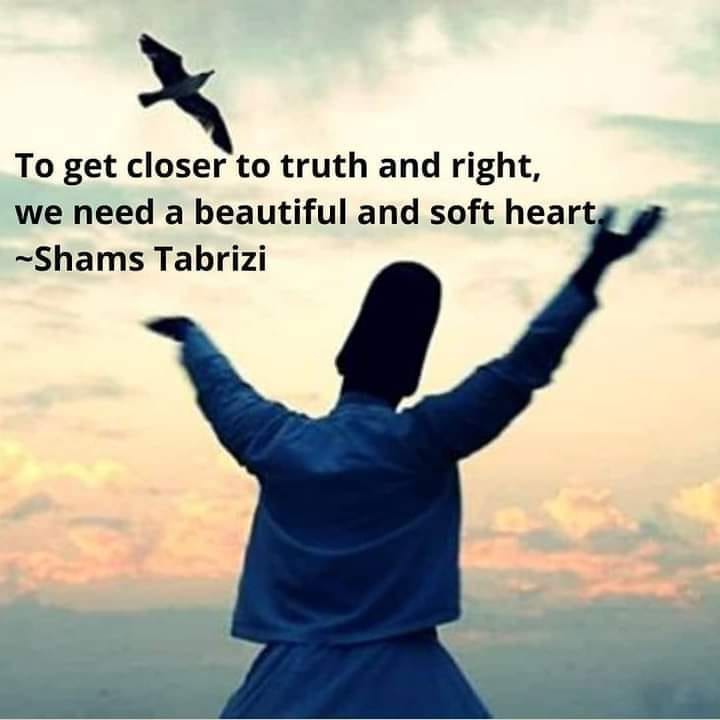 To get closer to truth and right,
we need a beautiful and soft heart.
~Shams Tabrizi